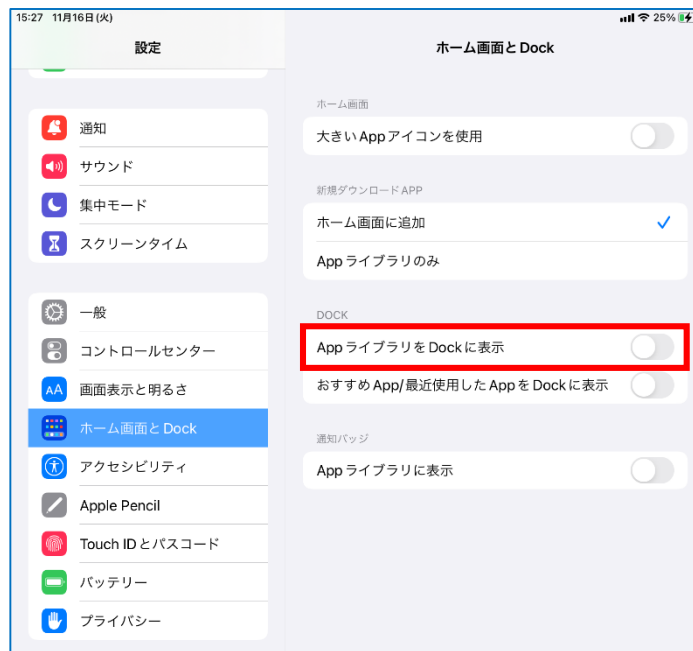 15:27 11月16日(火)
25%
設定
通知
サウンド
集中モード
スクリーンタイム
一般
コントロールセンター
AA 画面表示と明るさ
ホーム画面とDock
アクセシビリティ
Apple Pencil
Touch IDとパスコード
バッテリー
プライバシー
ホーム画面とDock
ホーム画面
大きいAppアイコンを使用
新規ダウンロードAPP
ホーム画面に追加
Appライブラリのみ
DOCK
AppライブラリをDockに表示
おすすめApp/最近使用したAppをDockに表示
通知バッジ
Appライブラリに表示